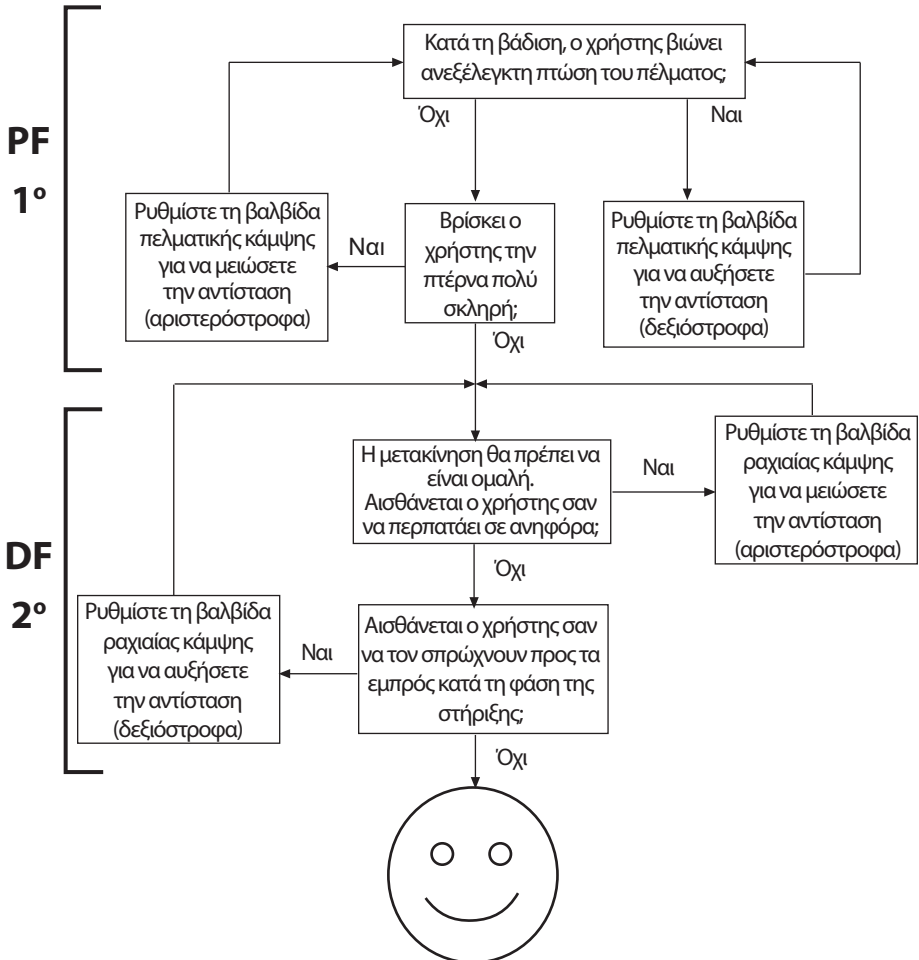 Κατά τη βάδιση, ο χρήστης βιώνει
ανεξέλεγκτη πτώση του πέλματος;
Όχι
Ναι
PF
1º
Ρυθμίστε τη βαλβίδα
πελματικής κάμψης
για να μειώσετε
την αντίσταση
(αριστερόστροφα)
Ναι
Βρίσκει ο
χρήστης την
πτέρνα πολύ
σκληρή;
Ρυθμίστε τη βαλβίδα
πελματικής κάμψης
για να αυξήσετε
την αντίσταση
(δεξιόστροφα)
Όχι
DF
2º
Η μετακίνηση θα πρέπει να
είναι ομαλή.
Αισθάνεται ο χρήστης σαν
να περπατάει σε ανηφόρα;
Ναι
Ρυθμίστε τη βαλβίδα
ραχιαίας κάμψης
για να μειώσετε
την αντίσταση
(αριστερόστροφα)
Όχι
Ρυθμίστε τη βαλβίδα
ραχιαίας κάμψης
για να αυξήσετε
την αντίσταση
(δεξιόστροφα)
Ναι
Αισθάνεται ο χρήστης σαν
να τον σπρώχνουν προς τα
εμπρός κατά τη φάση της
στήριξης;
Όχι